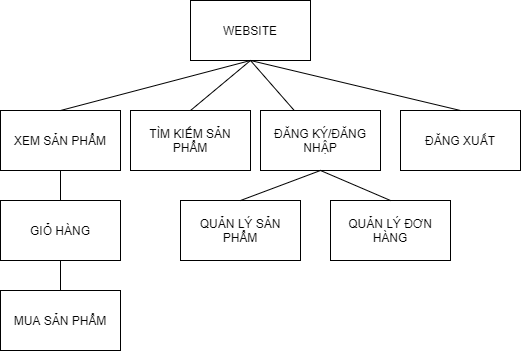 WEBSITE
XEM SẢN PHẨM
TÌM KIẾM SẢN
PHẨM
ĐĂNG KÝ/ĐĂNG
NHẬP
ĐĂNG XUẤT
GIỎ HÀNG
QUẢN LÝ SẢN
PHẨM
QUẢN LÝ ĐƠN
HÀNG
MUA SẢN PHẨM